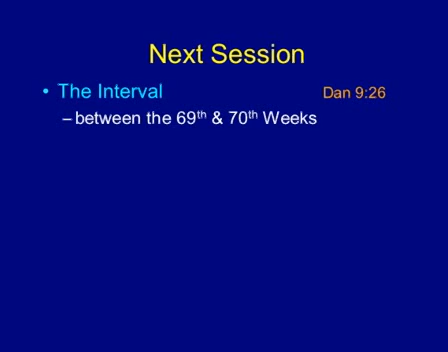 Next Session
• The Interval Dan 9:26
– between the 69th & 70th Weeks